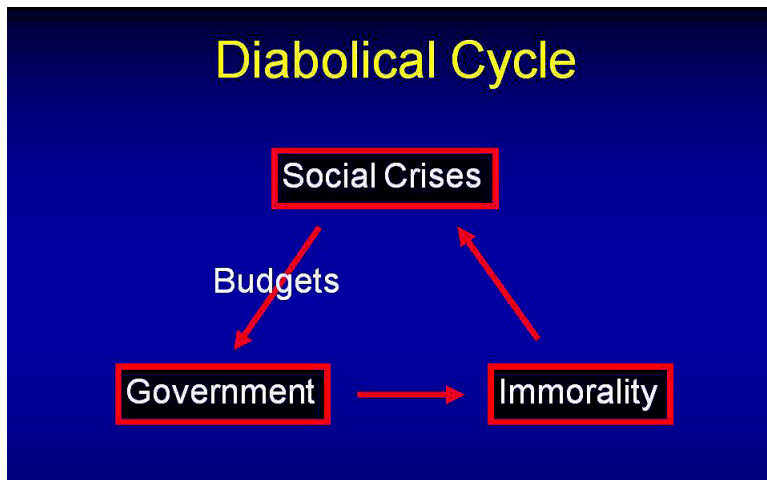 Diabolical Cycle
Social Crises
Budgets
Government
Immorality